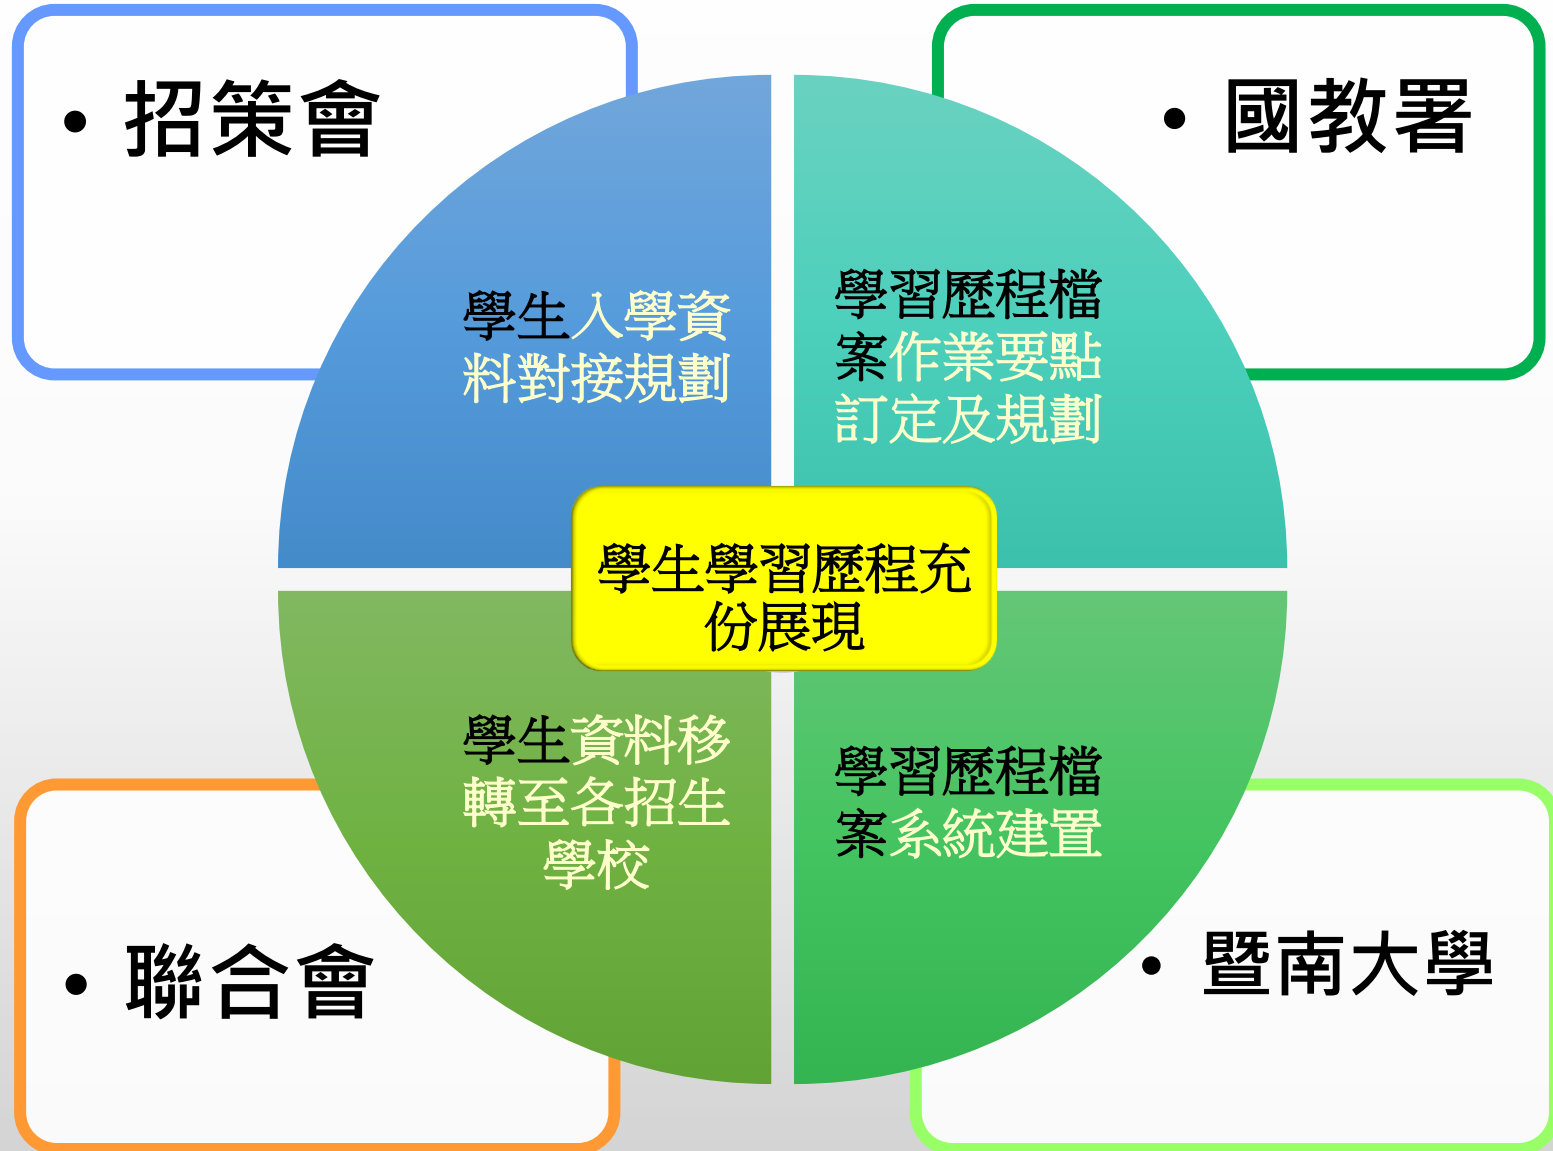 • 招策會
• 國教署
學生入學資
料對接規劃
學習歷程檔
案作業要點
訂定及規劃
學生學習歷程充
份展現
學生資料移
轉至各招生
學校
學習歷程檔
案系統建置
• 聯合會
• 暨南大學